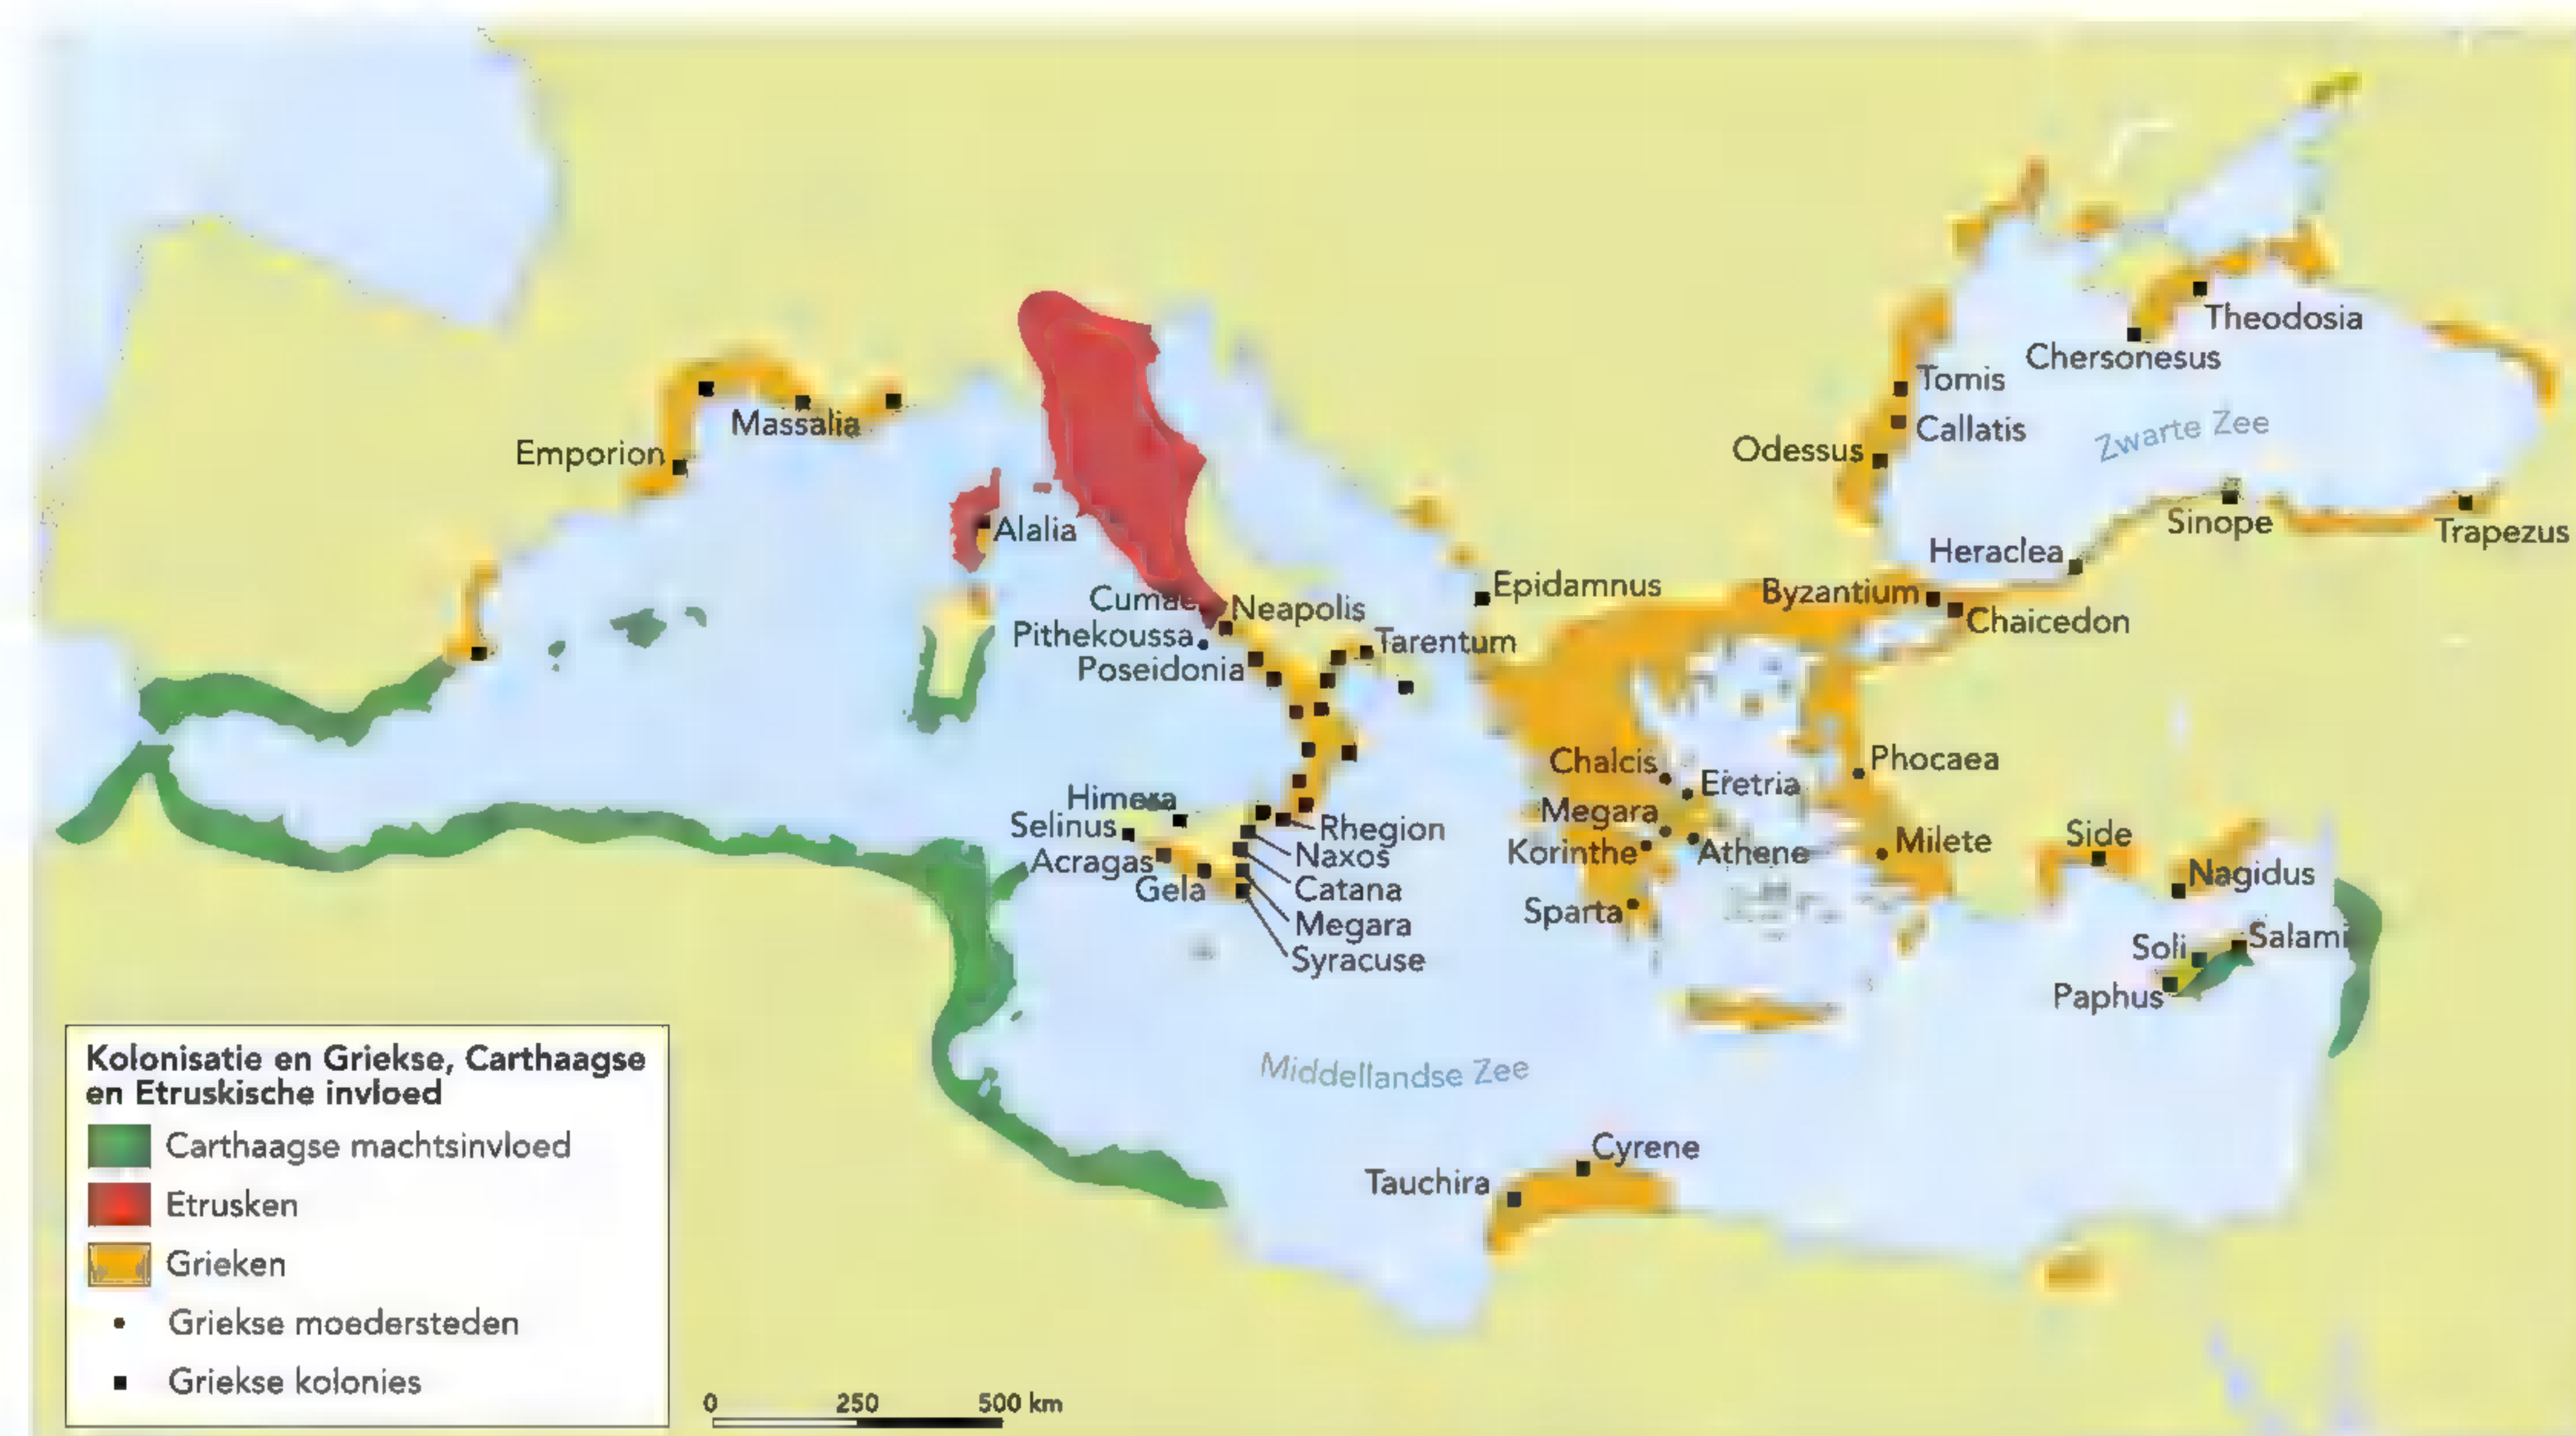 Theodosia
Chersonesus
Tomis
Massalia
Callatis
Zwarte Zee
Emporion
Odessus
Alalia
Sinope
Trapezus
Heraclea
Epidamnus
Byzantium
Cumae
Neapolis
Chaicedon
Pithekoussa
Tarentum
Poseidonia
Chalcis
Phocaea
Eretria
Himera
Megara
Selinus
Rhegion
Side
Milete
Korinthe
Athene
Naxos
Acragas
Nagidus
Gela
Catana
Sparta
Megara
Salami
Soli
Syracuse
Paphus
Kolonisatie en Griekse, Carthaagse
en Etruskische invloed
Middellandse Zee
Carthaagse machtsinvloed
Cyrene
Tauchira
Etrusken
Grieken
Griekse moedersteden
Griekse kolonies
0 250 500 km